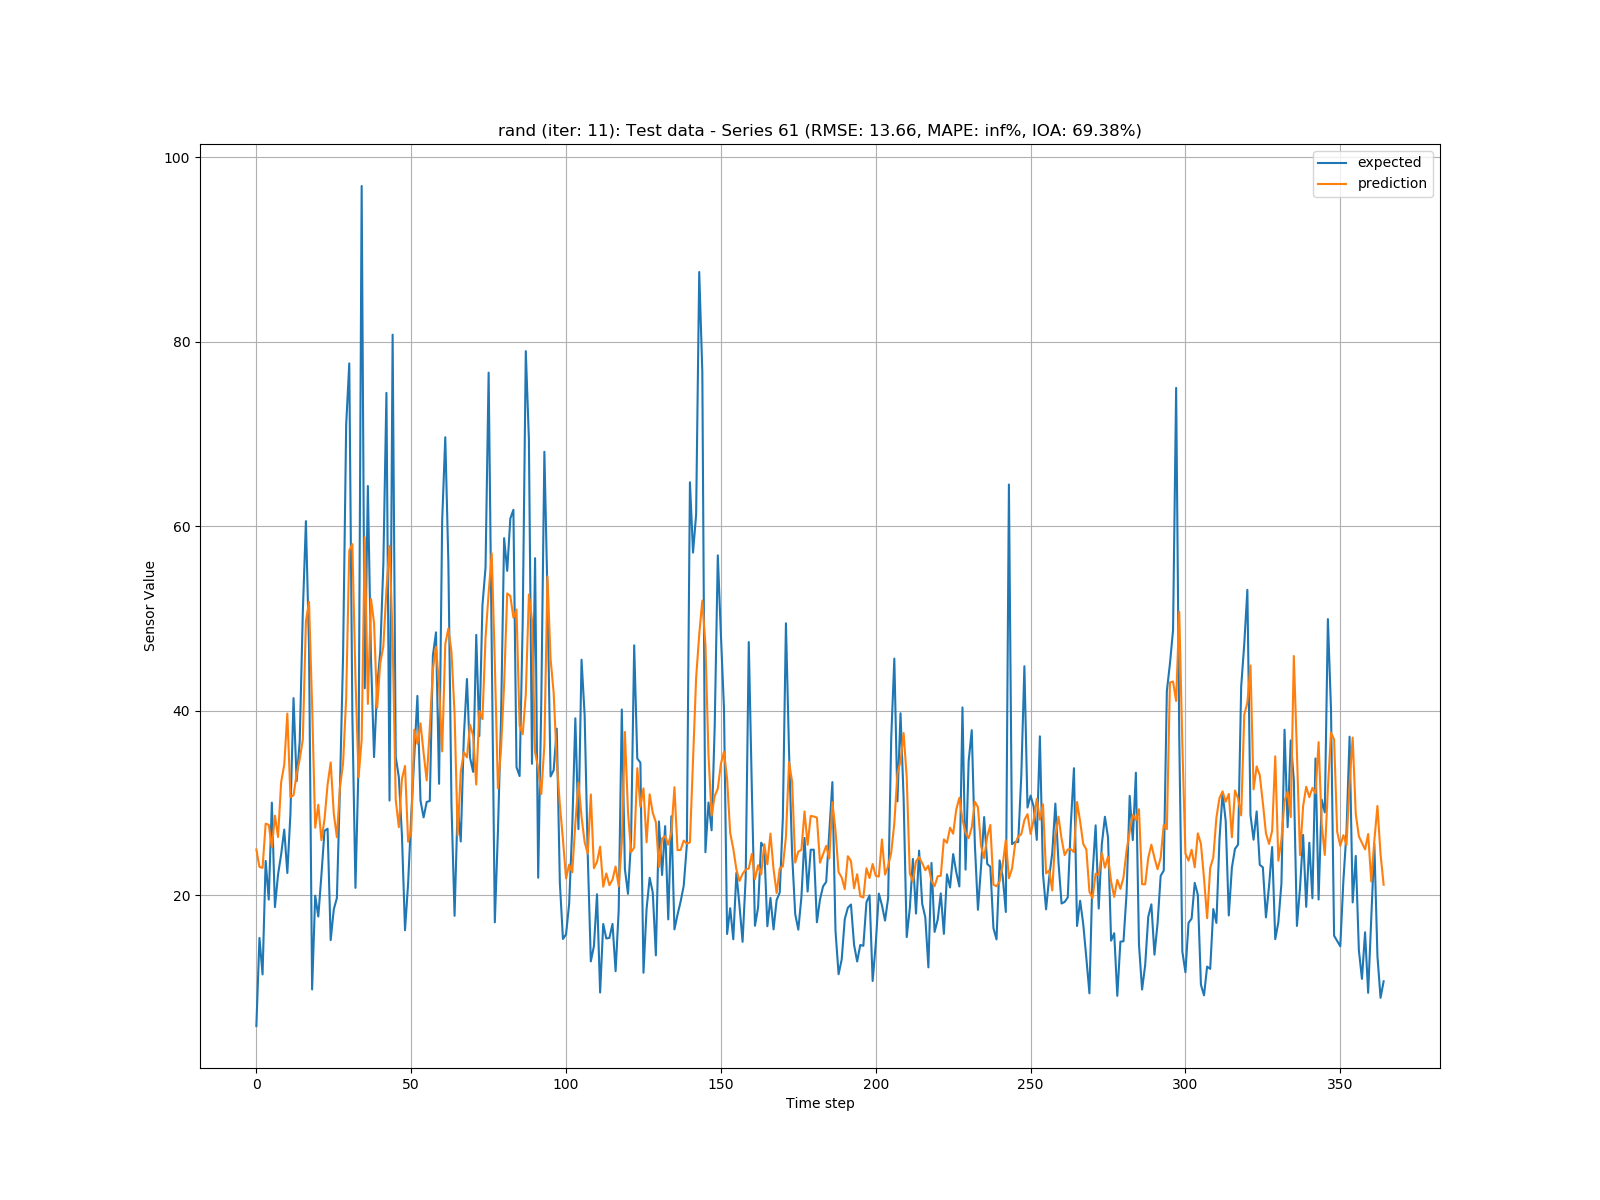 rand (iter: 11): Test data - Series 61 (RMSE: 13.66, MAPE: inf%, IOA: 69.38%)
expected
prediction
100
80
60
40
20
Sensor Value
0 50 100 150 200 250 300 350
Time step